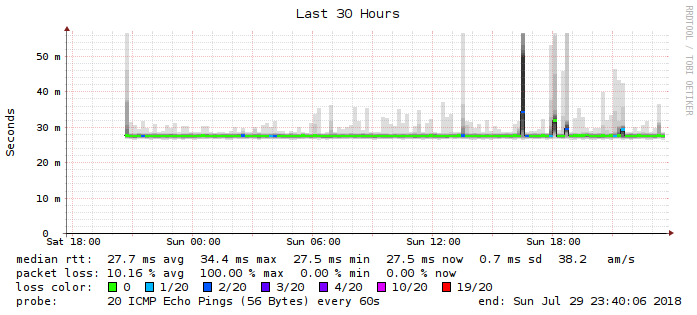 Last 30 Hours
RRDTOOL / TOBI OETIKER
Seconds
50 m
40 m
30 m
20 m
10 m
0
Sat 18:00 Sun 00:00 Sun 06:00 Sun 12:00 Sun 18:00
median rtt: 27.7 ms avg 34.4 ms max 27.5 ms min 27.5 ms now 0.7 ms sd 38.2 am/s
packet loss: 10.16 % avg 100.00 % max 0.00 % min 0.00 % now
loss color: 0 1/20 2/20 3/20 4/20 10/20 19/20
probe: 20 ICMP Echo Pings (56 Bytes) every 60s end: Sun Jul 29 23:40:06 2018